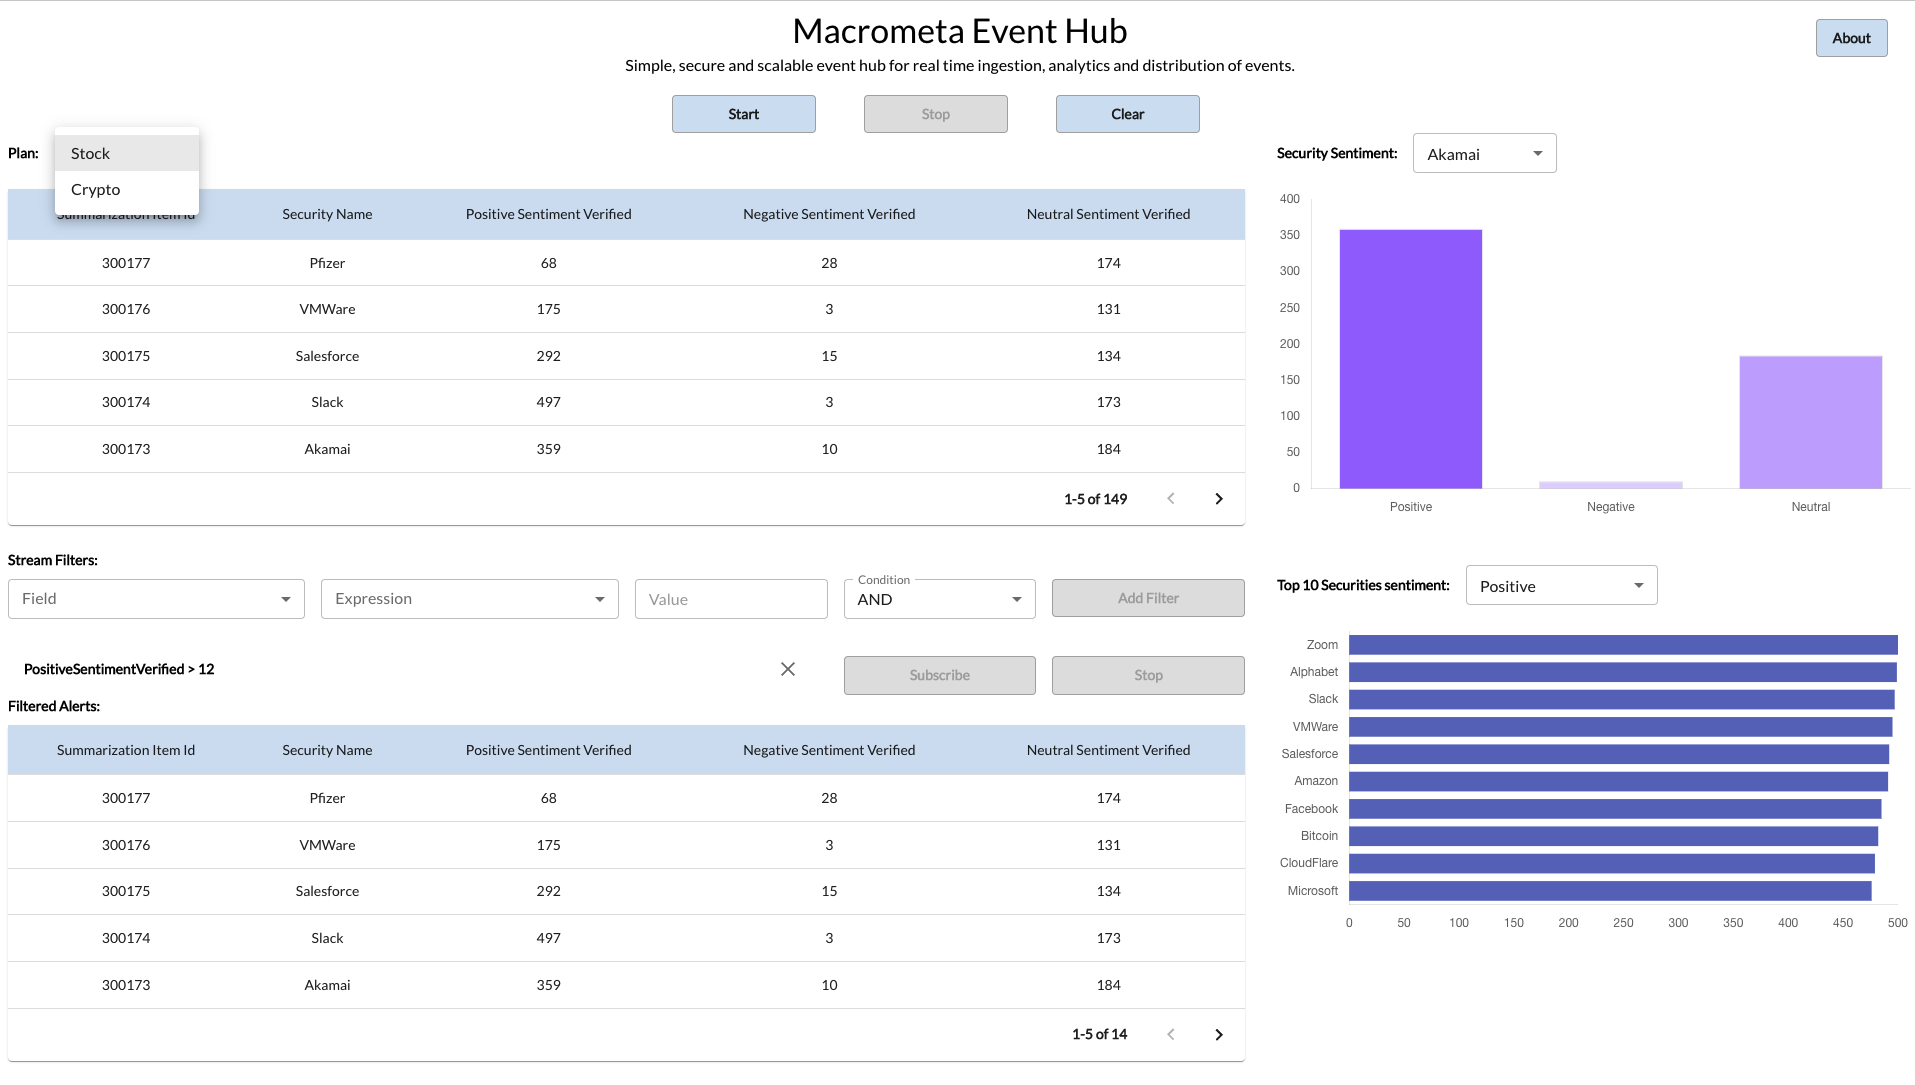 Macrometa Event Hub
About
Simple, secure and scalable event hub for real time ingestion, analytics and distribution of events.
Start Stop Clear
Plan:
Stock
Crypto
Summarization Item Id Security Name Positive Sentiment Verified Negative Sentiment Verified Neutral Sentiment Verified
300177 Pfizer 68 28 174
300176 VMWare 175 3 131
300175 Salesforce 292 15 134
300174 Slack 497 3 173
300173 Akamai 359 10 184
1-5 of 149
Security Sentiment: Akamai
400
350
300
250
200
150
100
50
0
Positive Negative Neutral
Stream Filters:
Field Expression Value Condition AND Add Filter
PositiveSentimentVerified > 12 Subscribe Stop
Filtered Alerts:
Summarization Item Id Security Name Positive Sentiment Verified Negative Sentiment Verified Neutral Sentiment Verified
300177 Pfizer 68 28 174
300176 VMWare 175 3 131
300175 Salesforce 292 15 134
300174 Slack 497 3 173
300173 Akamai 359 10 184
1-5 of 14
Top 10 Securities sentiment: Positive
Zoom
Alphabet
Slack
VMWare
Salesforce
Amazon
Facebook
Bitcoin
CloudFlare
Microsoft
0 50 100 150 200 250 300 350 400 450 500